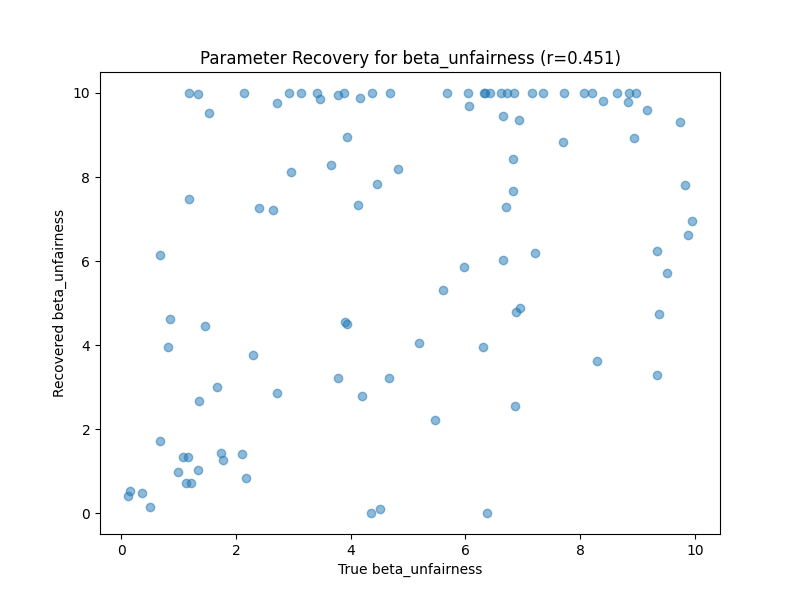 Parameter Recovery for beta_unfairness (r=0.451)
10
8
6
4
2
0
Recovered beta_unfairness
0 2 4 6 8 10
True beta_unfairness